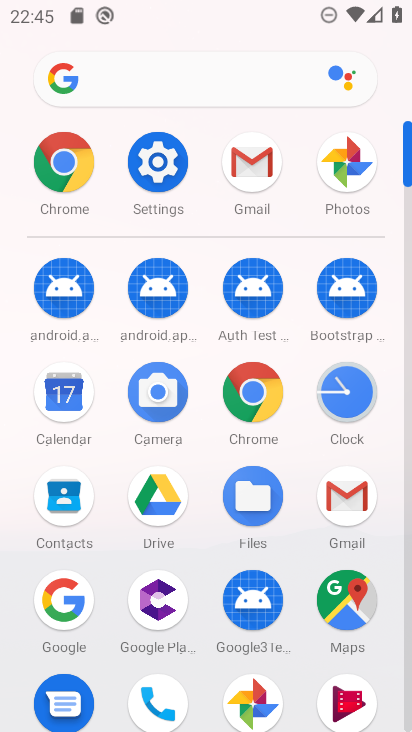 22:45
Chrome
Settings
Gmail
Photos
android.a...
android.ap...
Auth Test ...
Bootstrap ...
17
Calendar
Camera
Chrome
Clock
Contacts
Drive
Files
Gmail
Google
Google Pla...
Google3Te...
Maps